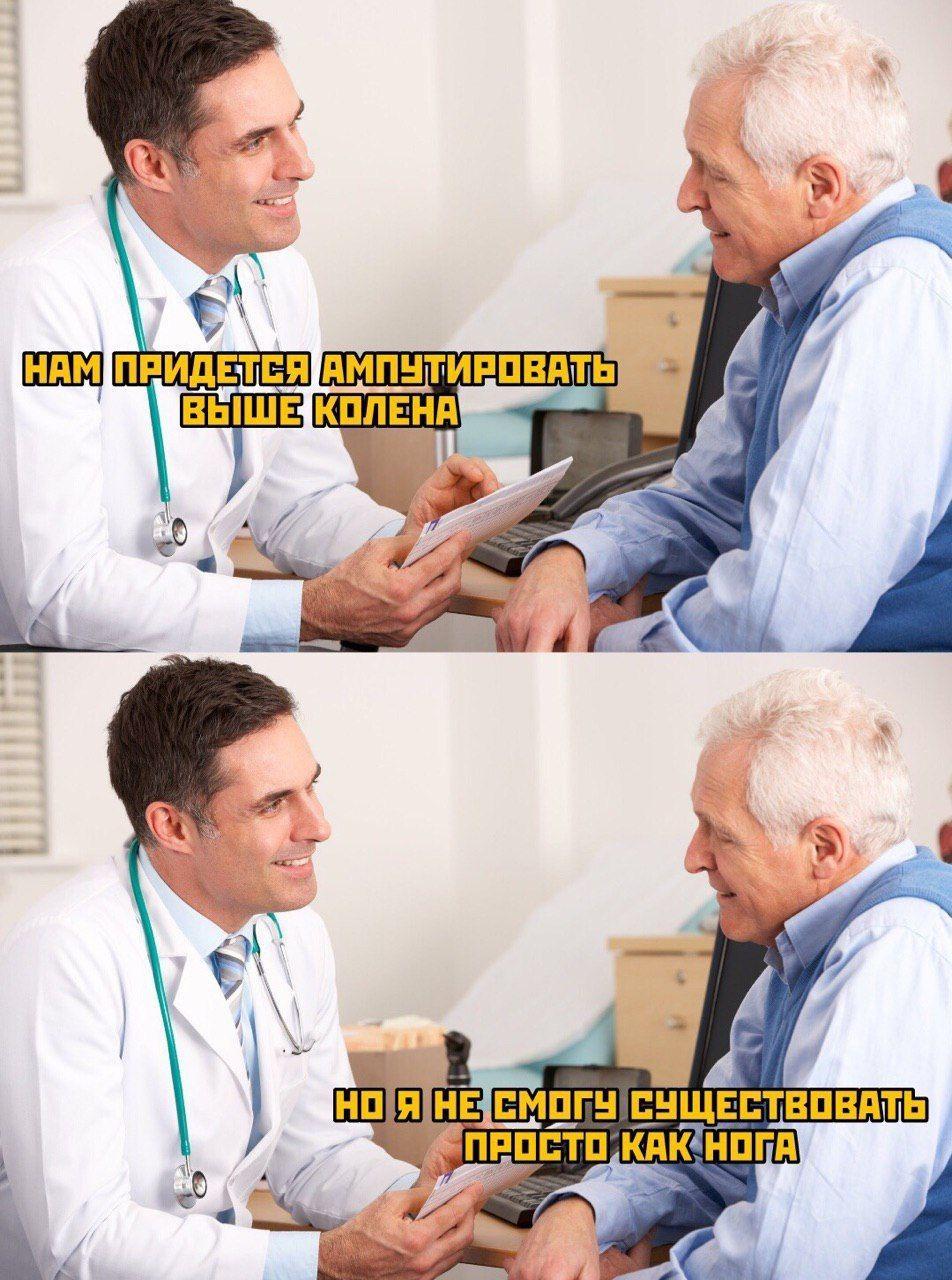 НАМ ПРИДЕТСЯ АМПУТИРОВАТЬ
ВЫШЕ КОЛЕНА
НО Я НЕ СМОГУ СУЩЕСТВОВАТЬ
ПРОСТО КАК НОГА